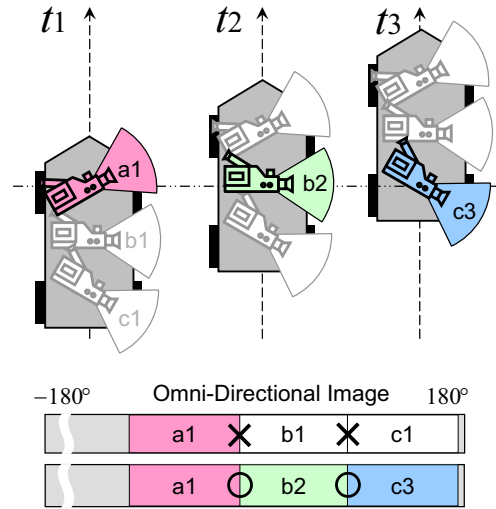 t1 t2 t3
a1
b1
c1
b2
c3
−180° Omni-Directional Image 180°
a1 b1 c1
a1 b2 c3